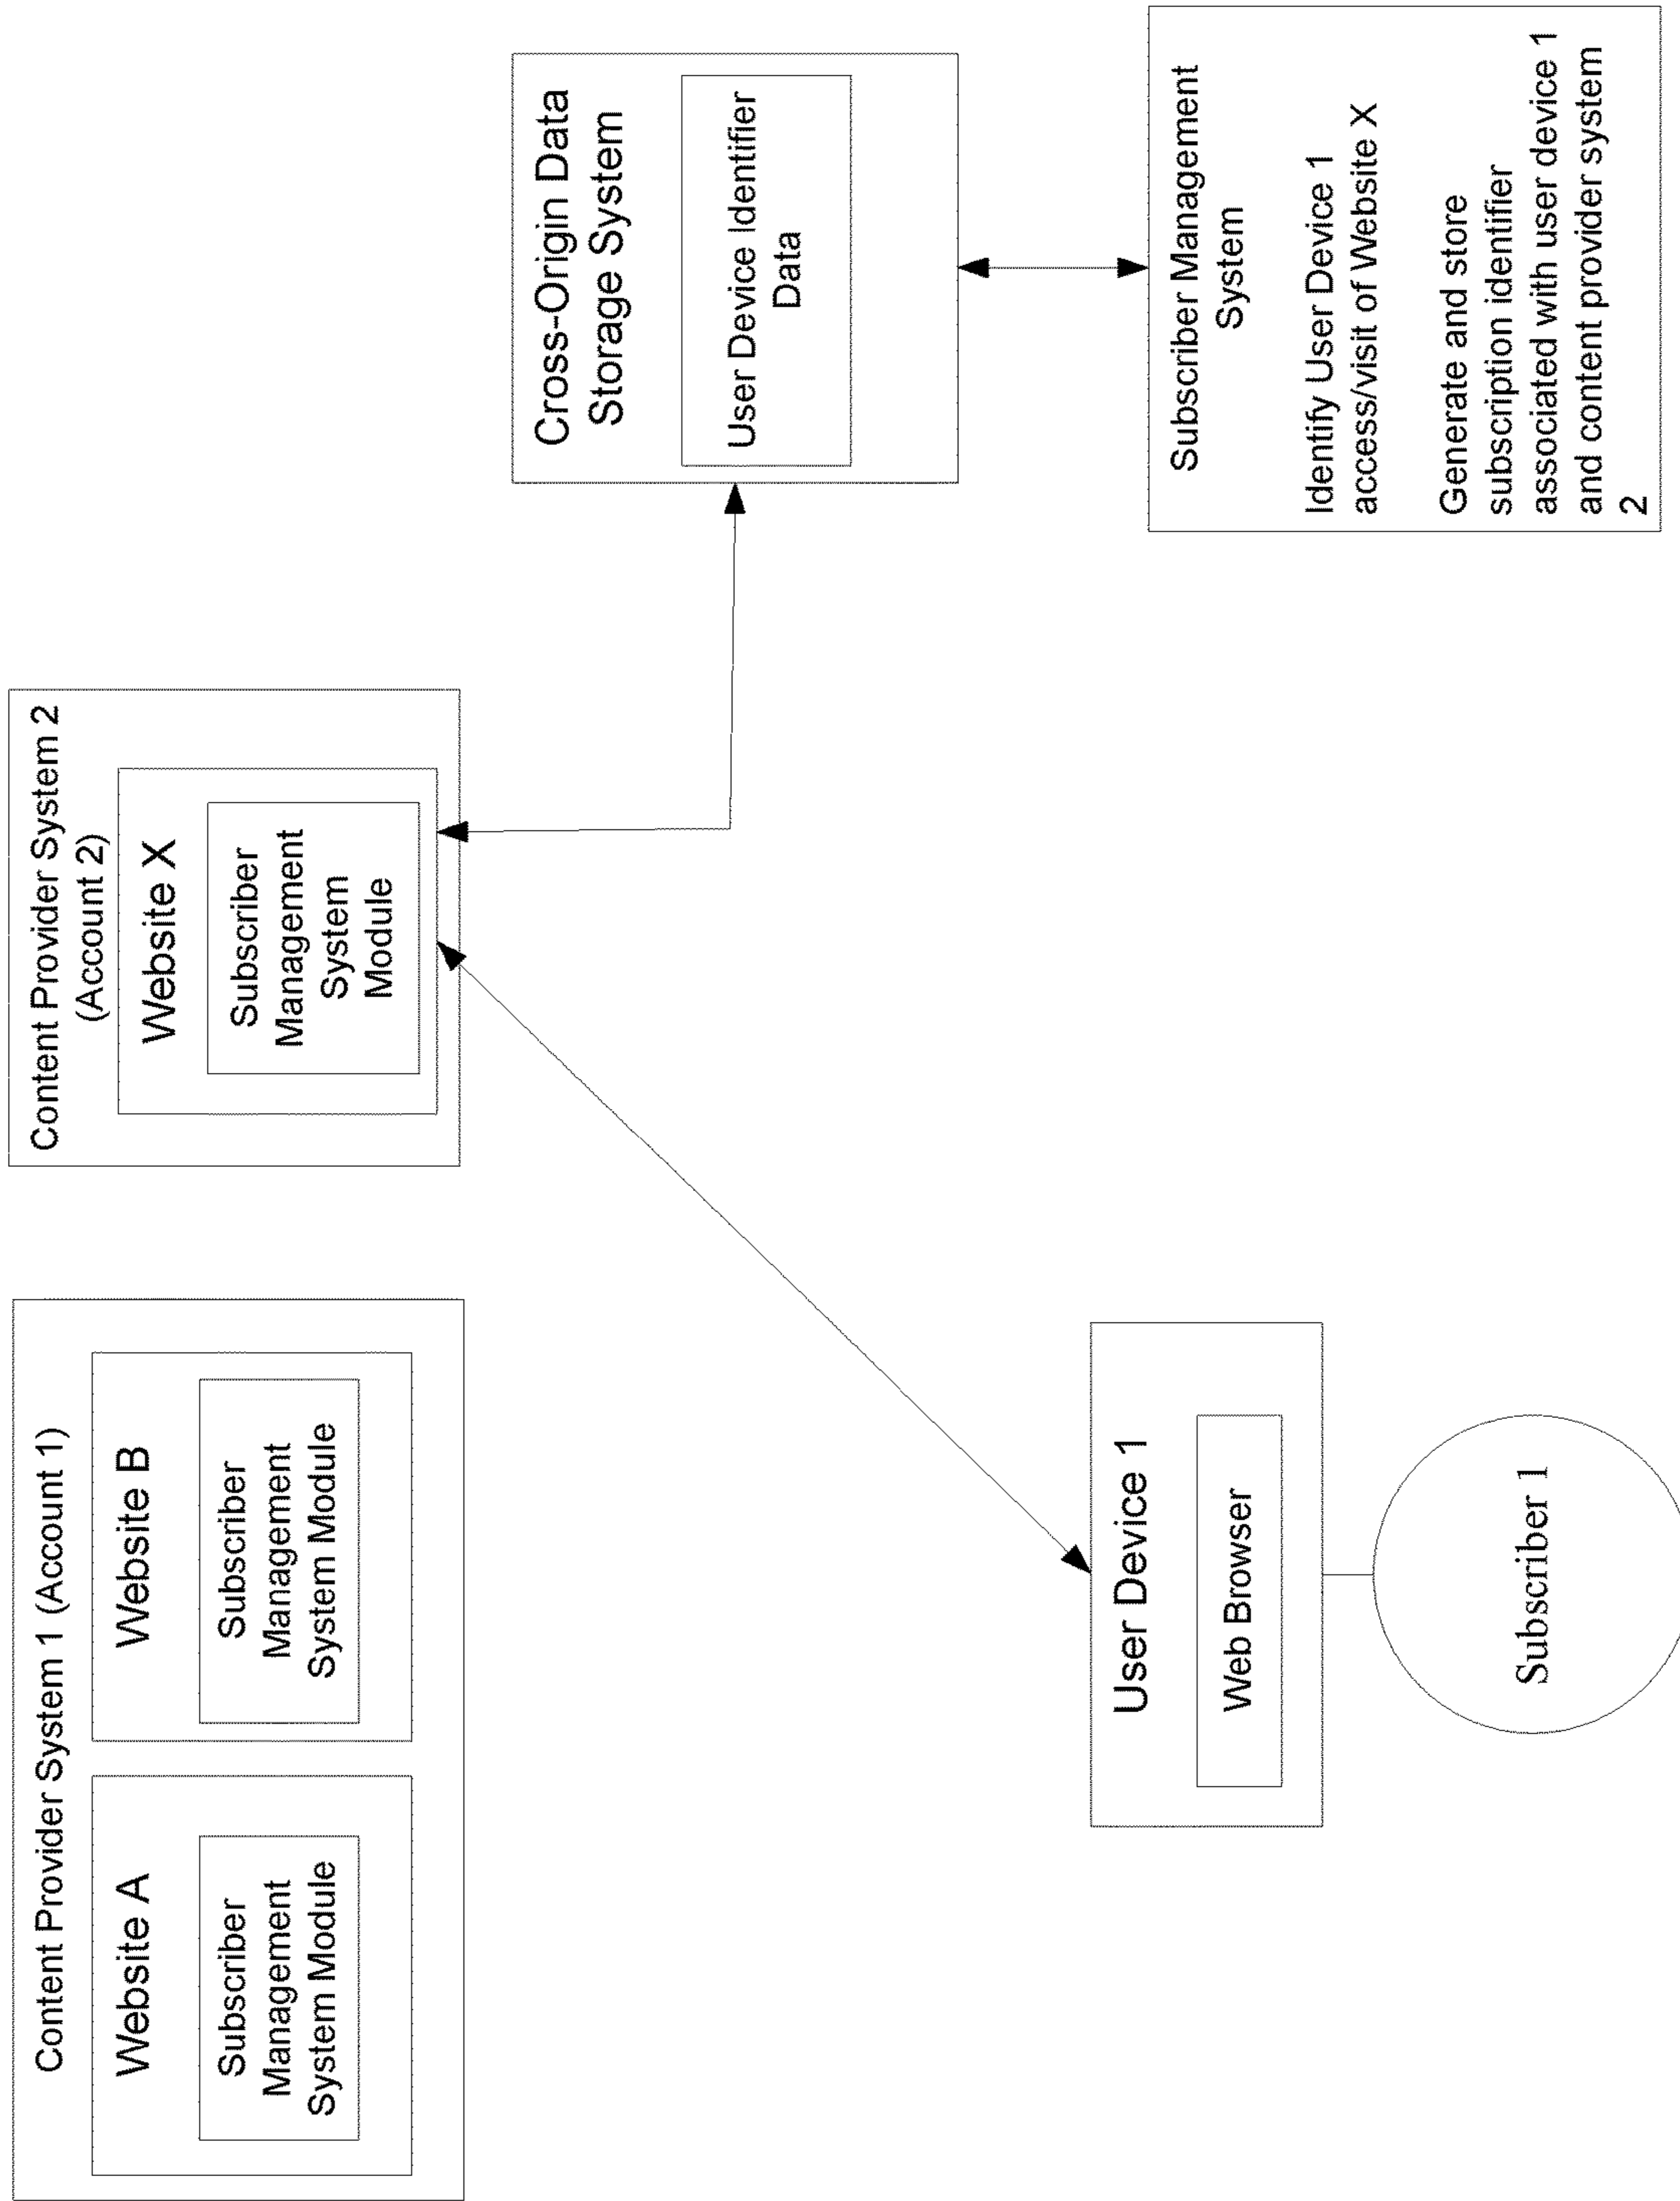 Content Provider System 1 (Account 1)
Website A
Subscriber
Management
System Module
Website B
Subscriber
Management
System Module
Content Provider System 2
(Account 2)
Website X
Subscriber
Management
System
Module
Cross-Origin Data
Storage System
User Device Identifier
Data
User Device 1
Web Browser
Subscriber 1
Subscriber Management
System
Identify User Device 1
access/visit of Website X
Generate and store
subscription identifier
associated with user device 1
and content provider system
2